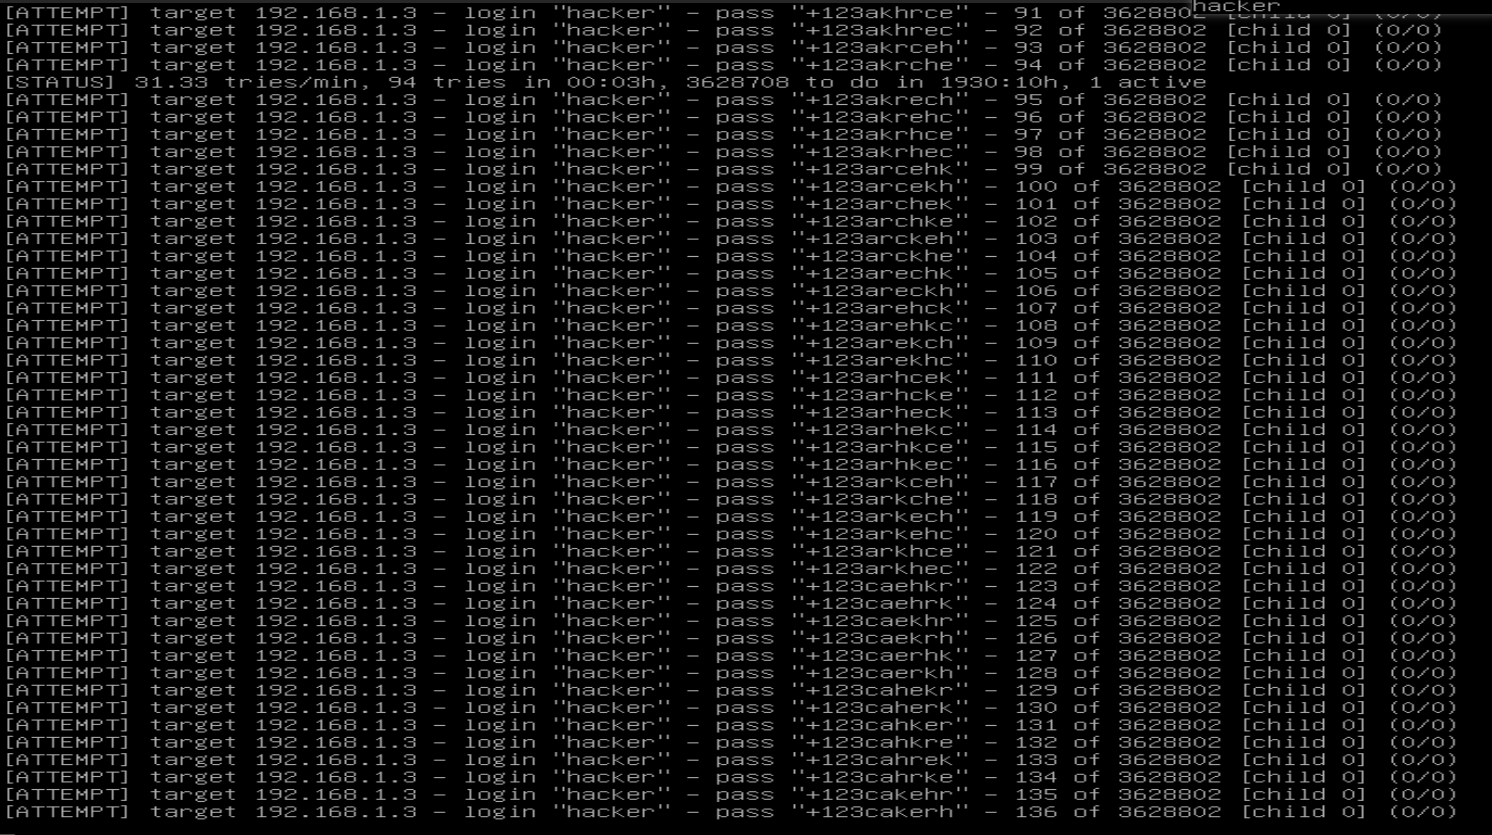 hacker
[ATTEMPT] target 192.168.1.3 - login "hacker" - pass "+123akhrce" - 91 of 3628802 [child 0] (0/0)
[ATTEMPT] target 192.168.1.3 - login "hacker" - pass "+123akhrec" - 92 of 3628802 [child 0] (0/0)
[ATTEMPT] target 192.168.1.3 - login "hacker" - pass "+123akrceh" - 93 of 3628802 [child 0] (0/0)
[ATTEMPT] target 192.168.1.3 - login "hacker" - pass "+123akrche" - 94 of 3628802 [child 0] (0/0)
[STATUS] 31.33 tries/min, 94 tries in 00:03h, 3628708 to do in 1930:10h, 1 active
[ATTEMPT] target 192.168.1.3 - login "hacker" - pass "+123akrech" - 95 of 3628802 [child 0] (0/0)
[ATTEMPT] target 192.168.1.3 - login "hacker" - pass "+123akrehc" - 96 of 3628802 [child 0] (0/0)
[ATTEMPT] target 192.168.1.3 - login "hacker" - pass "+123akrhce" - 97 of 3628802 [child 0] (0/0)
[ATTEMPT] target 192.168.1.3 - login "hacker" - pass "+123akrhec" - 98 of 3628802 [child 0] (0/0)
[ATTEMPT] target 192.168.1.3 - login "hacker" - pass "+123arcehk" - 99 of 3628802 [child 0] (0/0)
[ATTEMPT] target 192.168.1.3 - login "hacker" - pass "+123arcekh" - 100 of 3628802 [child 0] (0/0)
[ATTEMPT] target 192.168.1.3 - login "hacker" - pass "+123archek" - 101 of 3628802 [child 0] (0/0)
[ATTEMPT] target 192.168.1.3 - login "hacker" - pass "+123archke" - 102 of 3628802 [child 0] (0/0)
[ATTEMPT] target 192.168.1.3 - login "hacker" - pass "+123arckeh" - 103 of 3628802 [child 0] (0/0)
[ATTEMPT] target 192.168.1.3 - login "hacker" - pass "+123arckhe" - 104 of 3628802 [child 0] (0/0)
[ATTEMPT] target 192.168.1.3 - login "hacker" - pass "+123arechk" - 105 of 3628802 [child 0] (0/0)
[ATTEMPT] target 192.168.1.3 - login "hacker" - pass "+123areckh" - 106 of 3628802 [child 0] (0/0)
[ATTEMPT] target 192.168.1.3 - login "hacker" - pass "+123arehck" - 107 of 3628802 [child 0] (0/0)
[ATTEMPT] target 192.168.1.3 - login "hacker" - pass "+123arehkc" - 108 of 3628802 [child 0] (0/0)
[ATTEMPT] target 192.168.1.3 - login "hacker" - pass "+123arekch" - 109 of 3628802 [child 0] (0/0)
[ATTEMPT] target 192.168.1.3 - login "hacker" - pass "+123arekhc" - 110 of 3628802 [child 0] (0/0)
[ATTEMPT] target 192.168.1.3 - login "hacker" - pass "+123arhcek" - 111 of 3628802 [child 0] (0/0)
[ATTEMPT] target 192.168.1.3 - login "hacker" - pass "+123arhcke" - 112 of 3628802 [child 0] (0/0)
[ATTEMPT] target 192.168.1.3 - login "hacker" - pass "+123arheck" - 113 of 3628802 [child 0] (0/0)
[ATTEMPT] target 192.168.1.3 - login "hacker" - pass "+123arhekc" - 114 of 3628802 [child 0] (0/0)
[ATTEMPT] target 192.168.1.3 - login "hacker" - pass "+123arhkce" - 115 of 3628802 [child 0] (0/0)
[ATTEMPT] target 192.168.1.3 - login "hacker" - pass "+123arhkec" - 116 of 3628802 [child 0] (0/0)
[ATTEMPT] target 192.168.1.3 - login "hacker" - pass "+123arkceh" - 117 of 3628802 [child 0] (0/0)
[ATTEMPT] target 192.168.1.3 - login "hacker" - pass "+123arkche" - 118 of 3628802 [child 0] (0/0)
[ATTEMPT] target 192.168.1.3 - login "hacker" - pass "+123arkech" - 119 of 3628802 [child 0] (0/0)
[ATTEMPT] target 192.168.1.3 - login "hacker" - pass "+123arkehc" - 120 of 3628802 [child 0] (0/0)
[ATTEMPT] target 192.168.1.3 - login "hacker" - pass "+123arkhce" - 121 of 3628802 [child 0] (0/0)
[ATTEMPT] target 192.168.1.3 - login "hacker" - pass "+123arkhec" - 122 of 3628802 [child 0] (0/0)
[ATTEMPT] target 192.168.1.3 - login "hacker" - pass "+123caehkr" - 123 of 3628802 [child 0] (0/0)
[ATTEMPT] target 192.168.1.3 - login "hacker" - pass "+123caehrk" - 124 of 3628802 [child 0] (0/0)
[ATTEMPT] target 192.168.1.3 - login "hacker" - pass "+123caekhr" - 125 of 3628802 [child 0] (0/0)
[ATTEMPT] target 192.168.1.3 - login "hacker" - pass "+123caekrh" - 126 of 3628802 [child 0] (0/0)
[ATTEMPT] target 192.168.1.3 - login "hacker" - pass "+123caerhk" - 127 of 3628802 [child 0] (0/0)
[ATTEMPT] target 192.168.1.3 - login "hacker" - pass "+123caerkh" - 128 of 3628802 [child 0] (0/0)
[ATTEMPT] target 192.168.1.3 - login "hacker" - pass "+123cahekr" - 129 of 3628802 [child 0] (0/0)
[ATTEMPT] target 192.168.1.3 - login "hacker" - pass "+123caherk" - 130 of 3628802 [child 0] (0/0)
[ATTEMPT] target 192.168.1.3 - login "hacker" - pass "+123cahker" - 131 of 3628802 [child 0] (0/0)
[ATTEMPT] target 192.168.1.3 - login "hacker" - pass "+123cahkre" - 132 of 3628802 [child 0] (0/0)
[ATTEMPT] target 192.168.1.3 - login "hacker" - pass "+123cahrek" - 133 of 3628802 [child 0] (0/0)
[ATTEMPT] target 192.168.1.3 - login "hacker" - pass "+123cahrke" - 134 of 3628802 [child 0] (0/0)
[ATTEMPT] target 192.168.1.3 - login "hacker" - pass "+123cakehr" - 135 of 3628802 [child 0] (0/0)
[ATTEMPT] target 192.168.1.3 - login "hacker" - pass "+123cakerh" - 136 of 3628802 [child 0] (0/0)